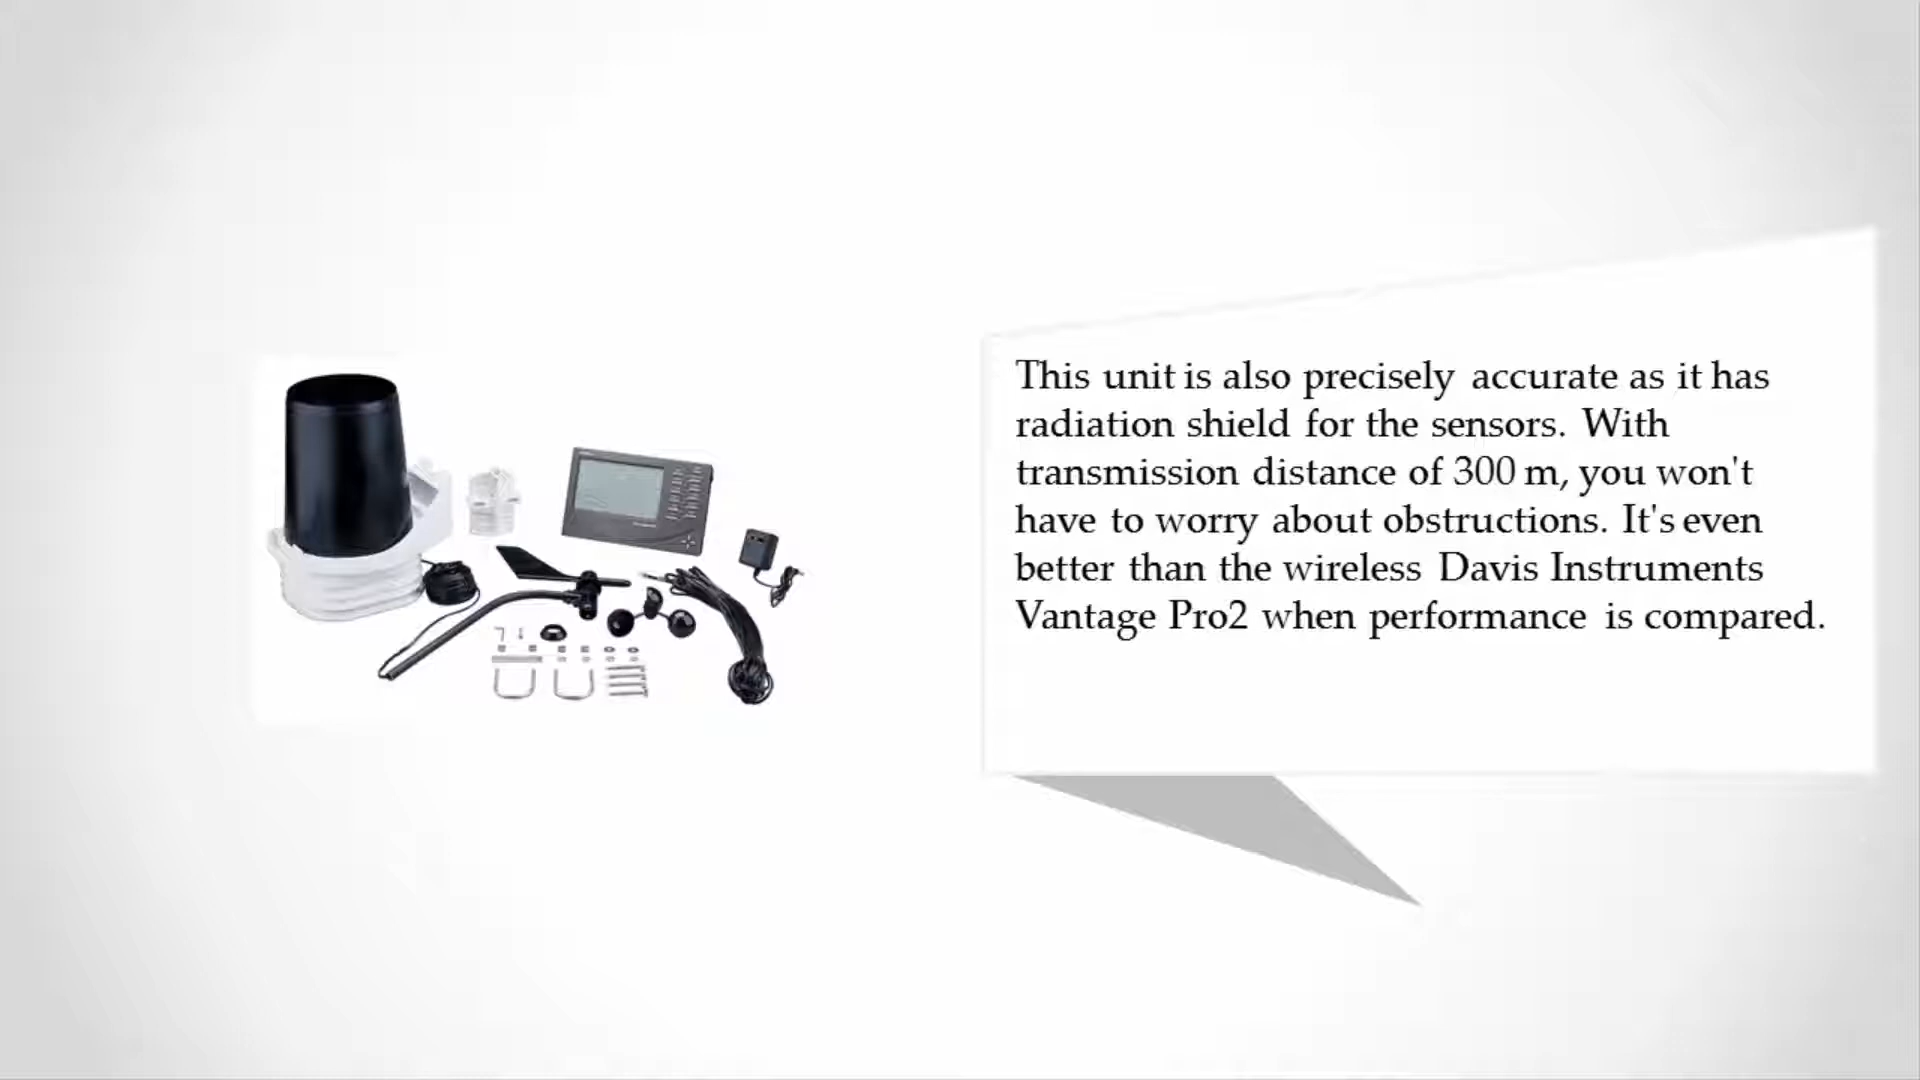 This unit is also precisely accurate as it has
radiation shield for the sensors. With
transmission distance of 300 m, you won't
have to worry about obstructions. It's even
better than the wireless Davis Instruments
Vantage Pro2 when performance is compared.